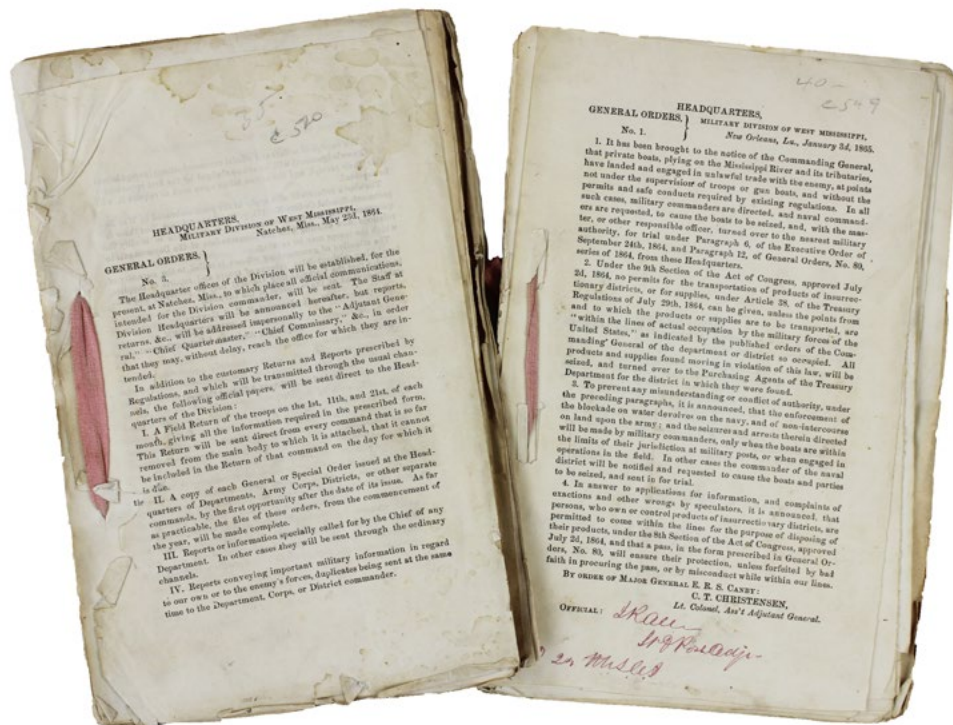 c 520
HEADQUARTERS,
MILITARY DIVISION OF WEST MISSISSIPPI,
Natchez, Miss., May 23d, 1864.
GENERAL ORDERS. }
No. 3. }
The Headquarter offices of the Division will be established, for the
present, at Natchez, Miss., to which place all official communications,
intended for the Division commander, will be sent. The Staff at
Division Headquarters will be announced hereafter, but reports,
returns, &c., will be addressed impersonally to the "Adjutant Gene-
ral," "Chief Quartermaster," "Chief Commissary," &c., in order
that they may, without delay, reach the office for which they are in-
tended.
In addition to the customary Returns and Reports prescribed by
Regulations, and which will be transmitted through the usual chan-
nels, the following official papers, will be sent direct to the Head-
quarters of the Division:
I. A Field Return of the troops on the 1st, 11th, and 21st, of each
month, giving all the information required in the prescribed form.
This Return will be sent direct from every command that is so far
removed from the main body to which it is attached, that it cannot
be included in the Return of that command on the day for which it
is due.
II. A copy of each General or Special Order issued at the Head-
quarters of Departments, Army Corps, Districts, or other separate
commands, by the first opportunity after the date of its issue. As far
as practicable, the files of these orders, from the commencement of
the year, will be made complete.
III. Reports or information specially called for by the Chief of any
Department. In other cases they will be sent through the ordinary
channels.
IV. Reports conveying important military information in regard
to our own or to the enemy's forces, duplicates being sent at the same
time to the Department, Corps, or District commander.
40-
c 549
HEADQUARTERS,
MILITARY DIVISION OF WEST MISSISSIPPI,
New Orleans, La., January 3d, 1865.
GENERAL ORDERS, }
No. 1. }
1. It has been brought to the notice of the Commanding General,
that private boats, plying on the Mississippi River and its tributaries,
have landed and engaged in unlawful trade with the enemy, at points
not under the supervision of troops or gun boats, and without the
permits and safe conducts required by existing regulations. In all
such cases, military commanders are directed, and naval command-
ers are requested, to cause the boats to be seized, and, with the mas-
ter, or other responsible officer, turned over to the nearest military
authority, for trial under Paragraph 6, of the Executive Order of
September 24th, 1864, and Paragraph 12, of General Orders, No. 80,
series of 1864, from these Headquarters.
2. Under the 9th Section of the Act of Congress, approved July
2d, 1864, no permits for the transportation of products of insurrec-
tionary districts, or for supplies, under Article 28, of the Treasury
Regulations of July 29th, 1864, can be given, unless the points from
and to which the products or supplies are to be transported, are
"within the lines of actual occupation by the military forces of the
United States," as indicated by the published orders of the Com-
manding General of the department or district so occupied. All
products and supplies found moving in violation of this law, will be
seized, and turned over to the Purchasing Agents of the Treasury
Department for the district in which they were found.
3. To prevent any misunderstanding or conflict of authority, under
the preceding paragraphs, it is announced, that the enforcement of
the blockade on water devolves on the navy, and of non-intercourse
on land upon the army; and the seizures and arrests therein directed
will be made by military commanders, only when the boats are within
the limits of their jurisdiction at military posts, or when engaged in
operations in the field. In other cases the commander of the naval
district will be notified and requested to cause the boats and parties
to be seized, and sent in for trial.
4. In answer to applications for information, and complaints of
exactions and other wrongs by speculators, it is announced, that
persons, who own or control products of insurrectionary districts, are
permitted to come within the lines for the purpose of disposing of
their products, under the 8th Section of the Act of Congress, approved
July 2d, 1864, and that a pass, in the form prescribed in General Or-
ders, No. 80, will ensure their protection, unless forfeited by bad
faith in procuring the pass, or by misconduct while within our lines.
BY ORDER OF MAJOR GENERAL E. R. S. CANBY:
C. T. CHRISTENSEN,
Lt. Colonel, Ass't Adjutant General.
OFFICIAL: